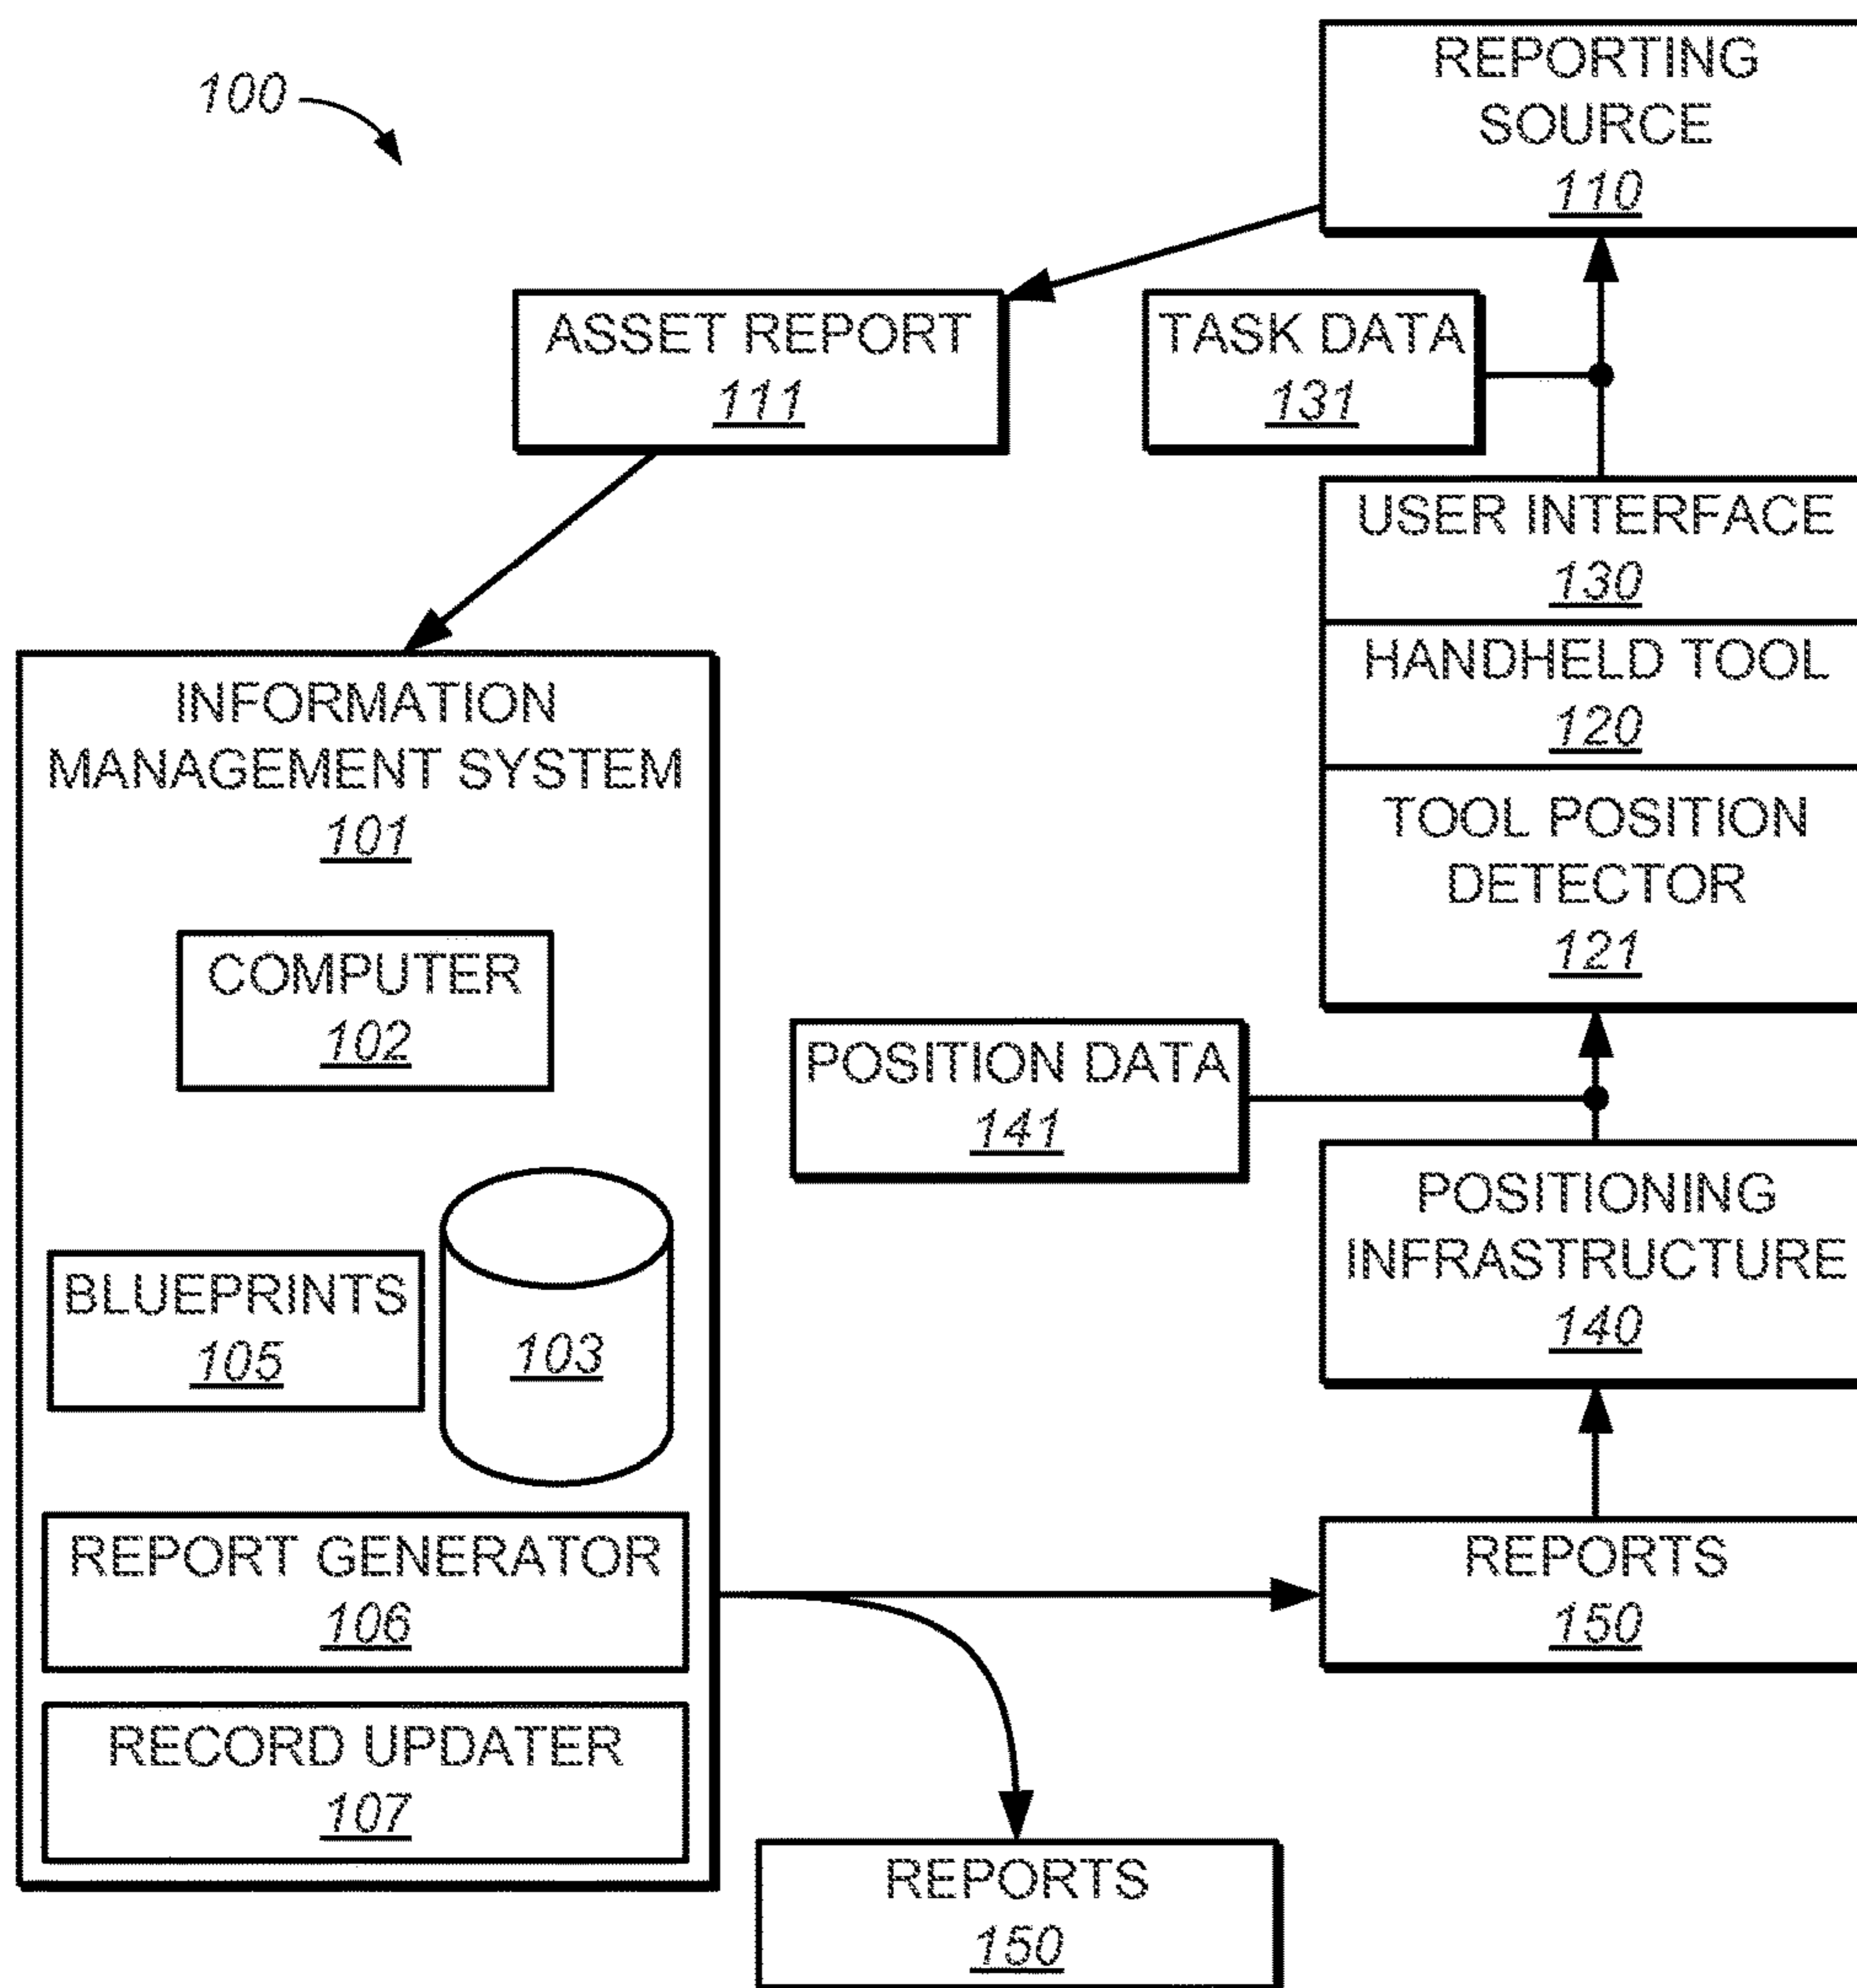 100
REPORTING
SOURCE
110
ASSET REPORT
111
TASK DATA
131
USER INTERFACE
130
HANDHELD TOOL
120
TOOL POSITION
DETECTOR
121
INFORMATION
MANAGEMENT SYSTEM
101
COMPUTER
102
BLUEPRINTS
105
103
REPORT GENERATOR
106
RECORD UPDATER
107
POSITION DATA
141
POSITIONING
INFRASTRUCTURE
140
REPORTS
150
REPORTS
150